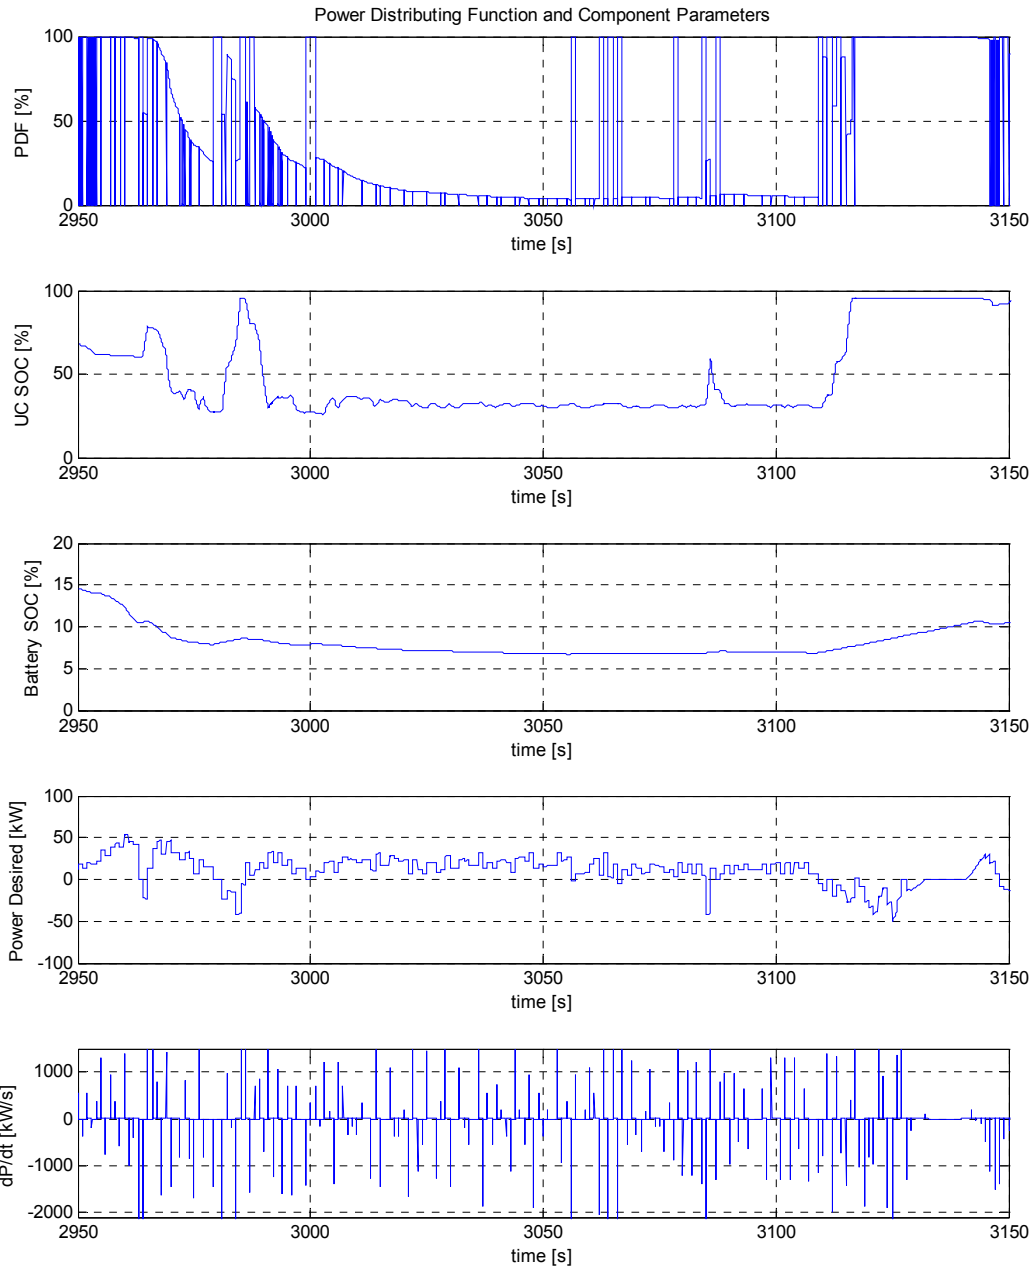 Power Distributing Function and Component Parameters
PDF [%]
100
50
0
2950 3000 3050 3100 3150
time [s]
UC SOC [%]
100
50
0
2950 3000 3050 3100 3150
time [s]
Battery SOC [%]
20
15
10
5
0
2950 3000 3050 3100 3150
time [s]
Power Desired [kW]
100
50
0
-50
-100
2950 3000 3050 3100 3150
time [s]
dP/dt [kW/s]
1000
0
-1000
-2000
2950 3000 3050 3100 3150
time [s]